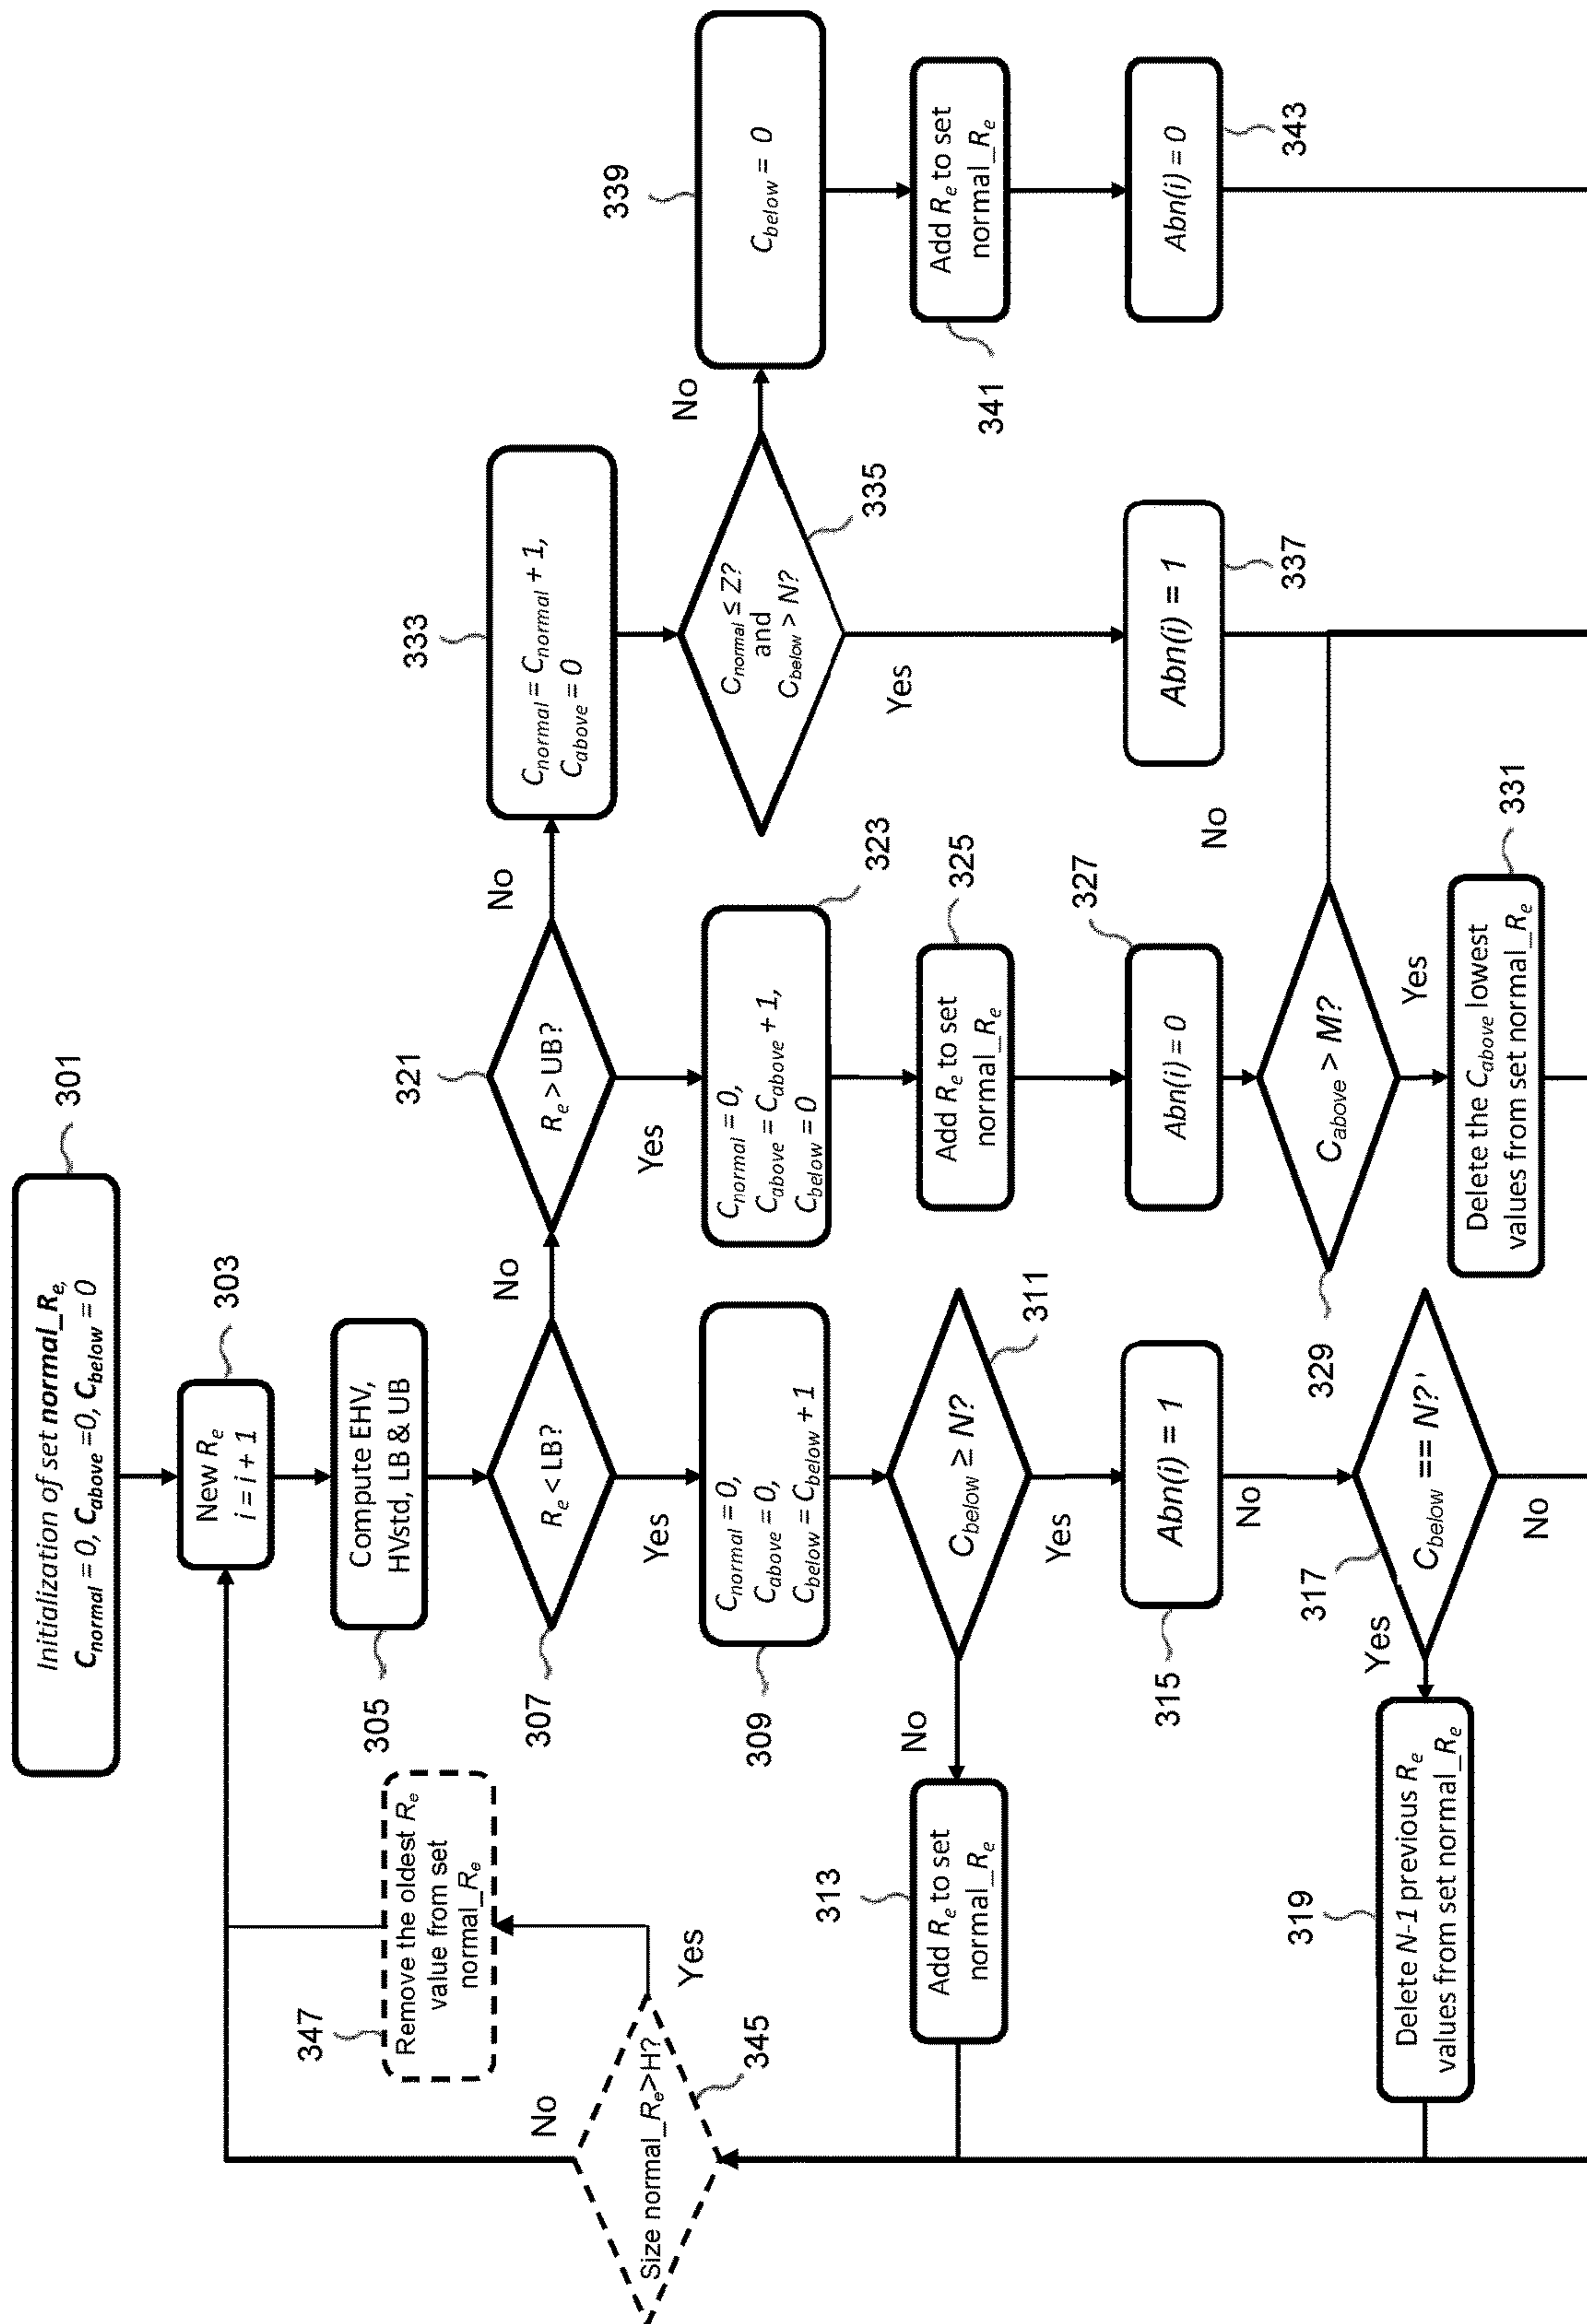 301
Initialization of set normal_Re,
Cnormal = 0, Cabove =0, Cbelow = 0
303
New Re
i = i + 1
305
Compute EHV,
HVstd, LB & UB
307
Re < LB?
No
Yes
309
Cnormal = 0,
Cabove = 0,
Cbelow = Cbelow + 1
311
Cbelow ≥ N?
No
Yes
313
Add Re to set
normal_Re
315
Abn(i) = 1
No
317
Cbelow == N?'
Yes
No
319
Delete N-1 previous Re
values from set normal_Re
321
Re > UB?
No
Yes
323
Cnormal = 0,
Cabove = Cabove + 1,
Cbelow = 0
325
Add Re to set
normal_Re
327
Abn(i) = 0
329
Cabove > M?
No
Yes
331
Delete the Cabove lowest
values from set normal_Re
333
Cnormal = Cnormal + 1,
Cabove = 0
335
Cnormal ≤ Z?
and
Cbelow > N?
No
Yes
337
Abn(i) = 1
339
Cbelow = 0
341
Add Re to set
normal_Re
343
Abn(i) = 0
345
Size normal_Re>H?
No
Yes
347
Remove the oldest Re
value from set
normal_Re